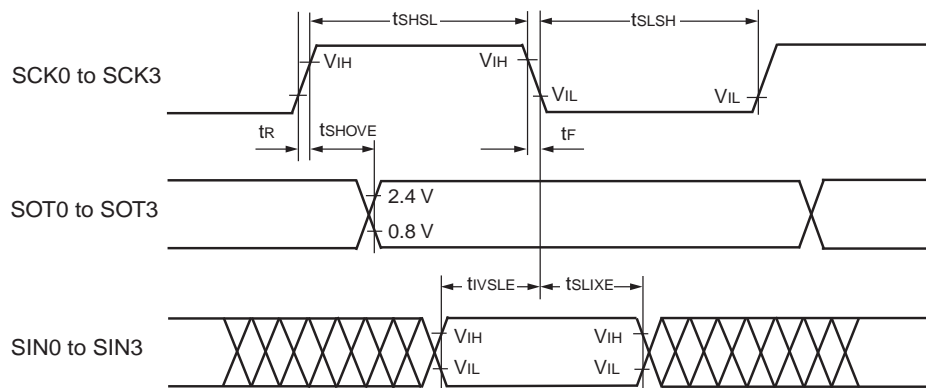 tSHSL tSLSH
SCK0 to SCK3 VIH VIH VIL VIL
tR tSHOVE tF
SOT0 to SOT3 2.4 V
0.8 V
tIVSLE tSLIXE
SIN0 to SIN3 VIH VIH
VIL VIL